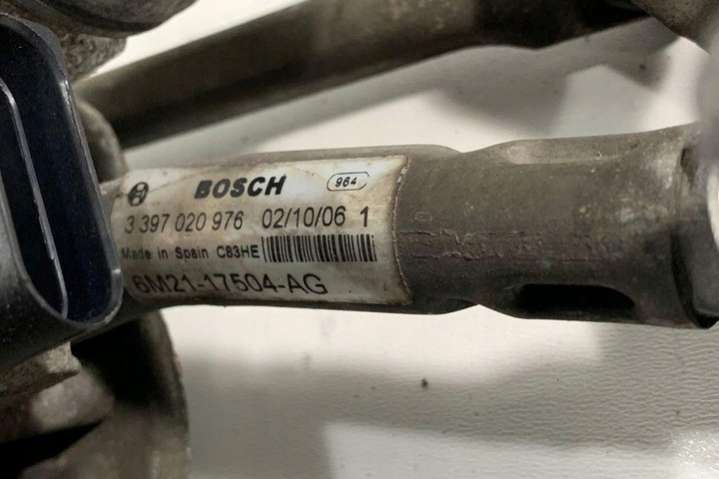 BOSCH 964
3 397 020 976 02/10/06 1
Made in Spain C83HE
6M21-17504-AG